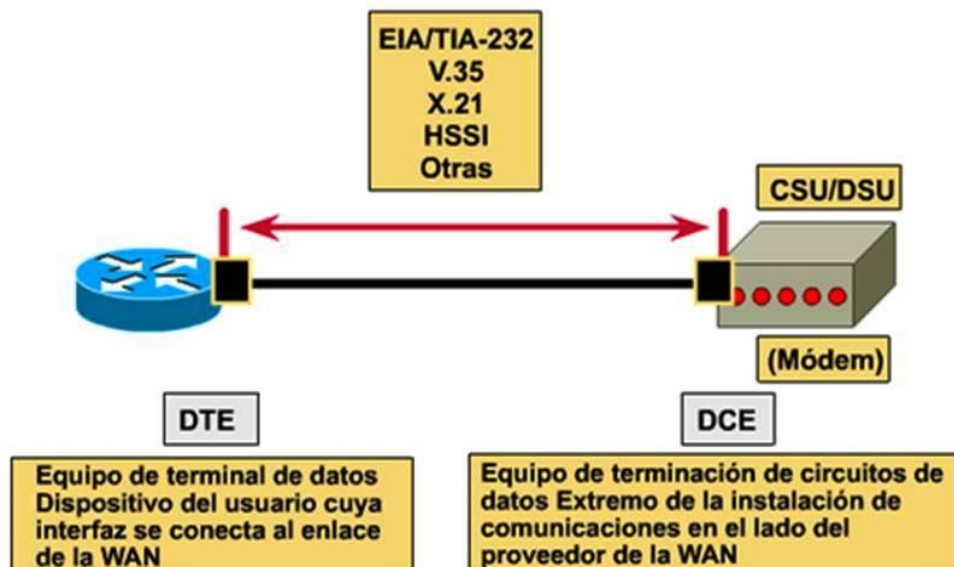 EIA/TIA-232
V.35
X.21
HSSI
Otras
CSU/DSU
(Módem)
DTE
DCE
Equipo de terminal de datos
Dispositivo del usuario cuya
interfaz se conecta al enlace
de la WAN
Equipo de terminación de circuitos de
datos Extremo de la instalación de
comunicaciones en el lado del
proveedor de la WAN